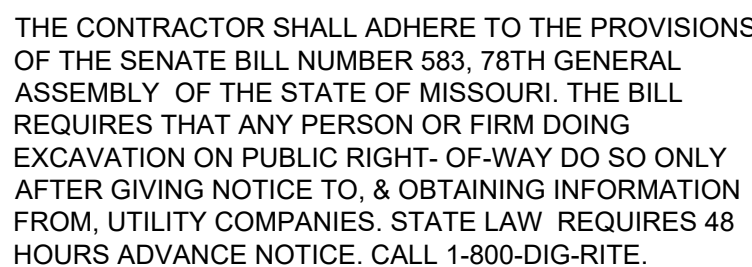 THE CONTRACTOR SHALL ADHERE TO THE PROVISIONS
OF THE SENATE BILL NUMBER 583, 78TH GENERAL
ASSEMBLY  OF THE STATE OF MISSOURI. THE BILL
REQUIRES THAT ANY PERSON OR FIRM DOING
EXCAVATION ON PUBLIC RIGHT- OF-WAY DO SO ONLY
AFTER GIVING NOTICE TO, & OBTAINING INFORMATION
FROM, UTILITY COMPANIES. STATE LAW  REQUIRES 48
HOURS ADVANCE NOTICE. CALL 1-800-DIG-RITE.